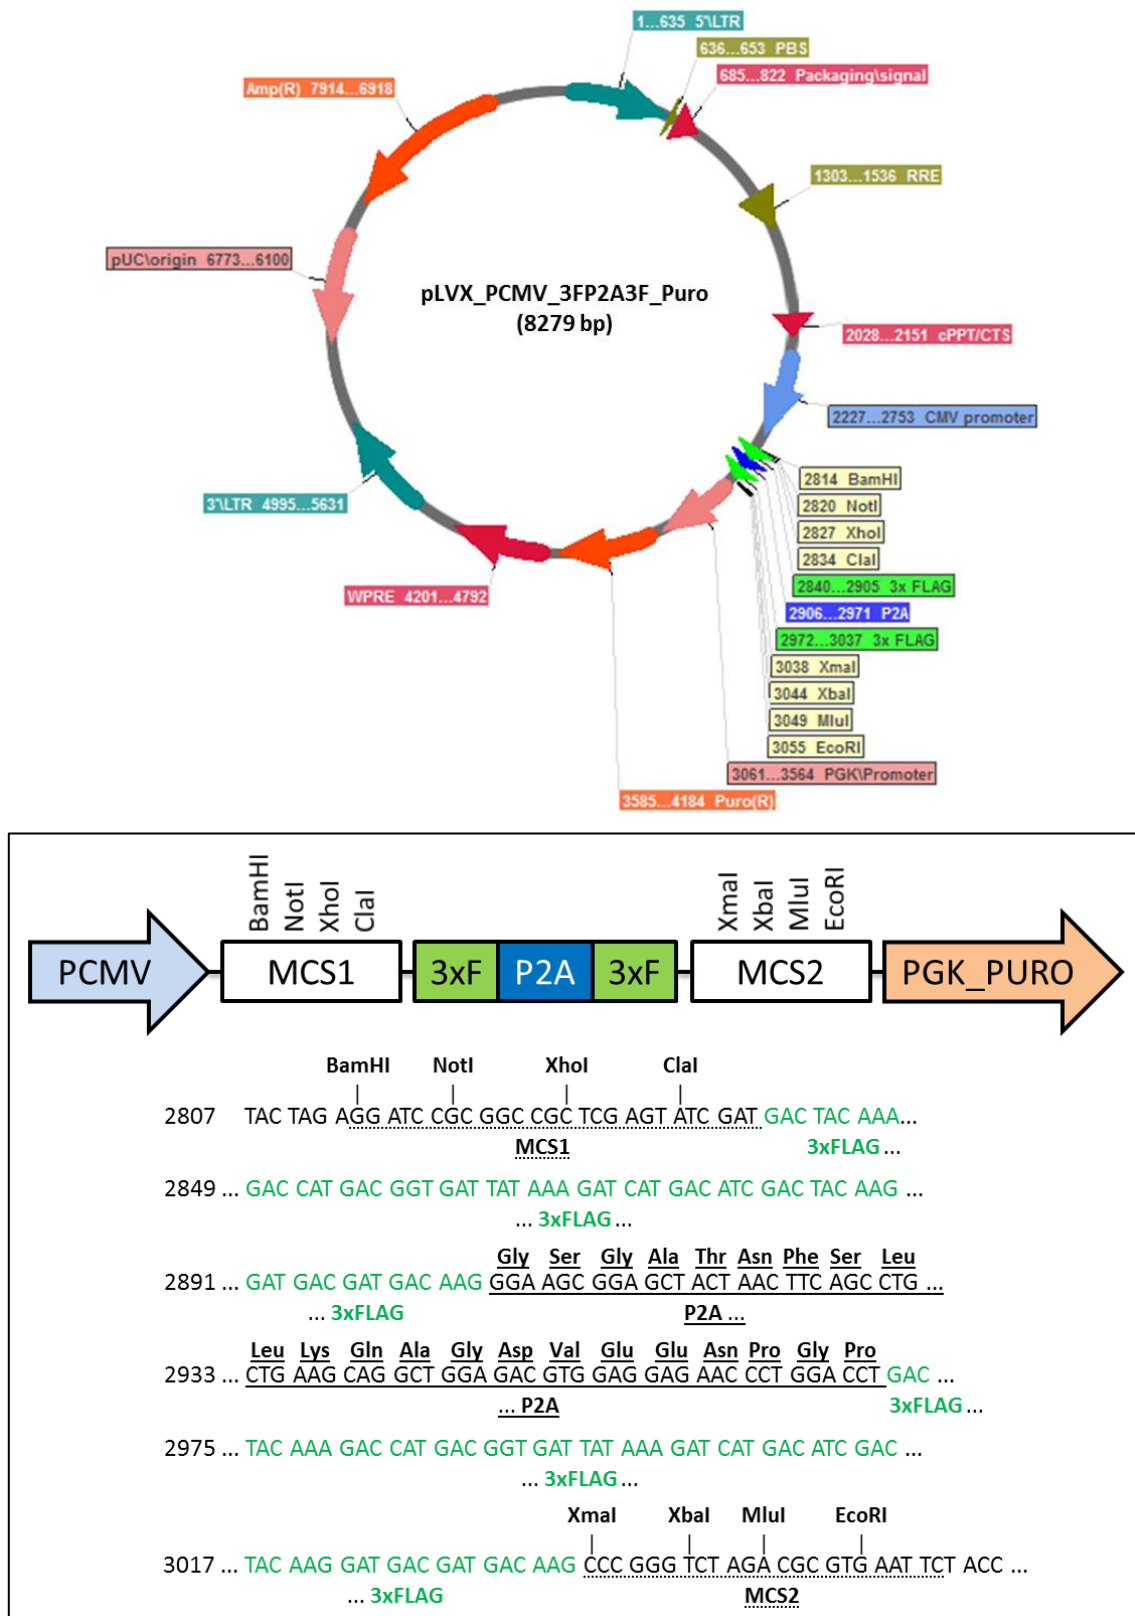 1...635 5'\LTR
636...653 PBS
685...822 Packaging\signal
Amp(R) 7914...6918
1303...1536 RRE
pUC\origin 6773...6100
pLVX_PCMV_3FP2A3F_Puro
(8279 bp)
2028...2151 cPPT/CTS
2227...2753 CMV promoter
2814 BamHI
2820 NotI
3'\LTR 4995...5631
2827 XhoI
2834 ClaI
2840...2905 3x FLAG
WPRE 4201...4792
2906...2971 P2A
2972...3037 3x FLAG
3038 XmaI
3044 XbaI
3049 MluI
3055 EcoRI
3061...3564 PGK\Promoter
3585...4184 Puro(R)
BamHI NotI XhoI ClaI XmaI XbaI MluI EcoRI
PCMV MCS1 3xF P2A 3xF MCS2 PGK_PURO
BamHI NotI XhoI ClaI
2807 TAC TAG AGG ATC CGC GGC CGC TCG AGT ATC GAT GAC TAC AAA...
MCS1 3xFLAG ...
2849 ... GAC CAT GAC GGT GAT TAT AAA GAT CAT GAC ATC GAC TAC AAG ...
... 3xFLAG ...
Gly Ser Gly Ala Thr Asn Phe Ser Leu
2891 ... GAT GAC GAT GAC AAG GGA AGC GGA GCT ACT AAC TTC AGC CTG ...
... 3xFLAG P2A ...
Leu Lys Gln Ala Gly Asp Val Glu Glu Asn Pro Gly Pro
2933 ... CTG AAG CAG GCT GGA GAC GTG GAG GAG AAC CCT GGA CCT GAC ...
... P2A 3xFLAG ...
2975 ... TAC AAA GAC CAT GAC GGT GAT TAT AAA GAT CAT GAC ATC GAC ...
... 3xFLAG ...
XmaI XbaI MluI EcoRI
3017 ... TAC AAG GAT GAC GAT GAC AAG CCC GGG TCT AGA CGC GTG AAT TCT ACC ...
... 3xFLAG MCS2